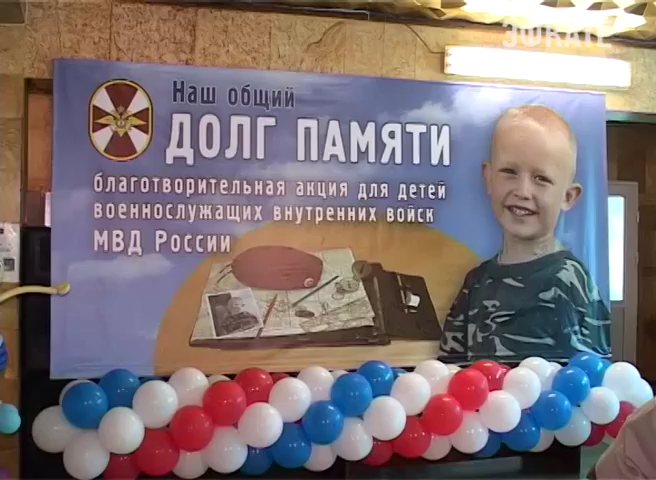 Наш общий
ДОЛГ ПАМЯТИ
благотворительная акция для детей
военнослужащих внутренних войск
МВД России